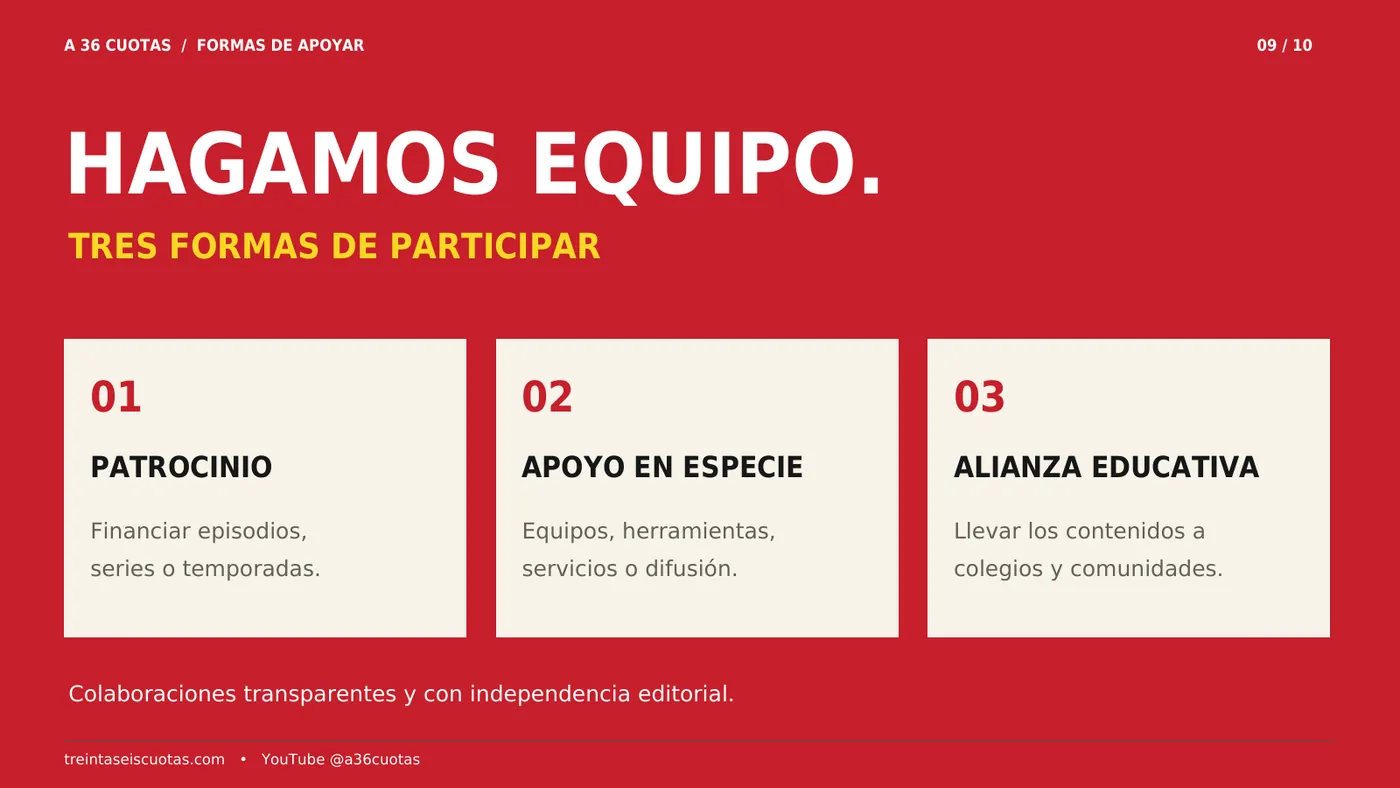 A 36 CUOTAS / FORMAS DE APOYAR
09 / 10
HAGAMOS EQUIPO.
TRES FORMAS DE PARTICIPAR
01
PATROCINIO
Financiar episodios,
series o temporadas.
02
APOYO EN ESPECIE
Equipos, herramientas,
servicios o difusión.
03
ALIANZA EDUCATIVA
Llevar los contenidos a
colegios y comunidades.
Colaboraciones transparentes y con independencia editorial.
treintaseiscuotas.com • YouTube @a36cuotas